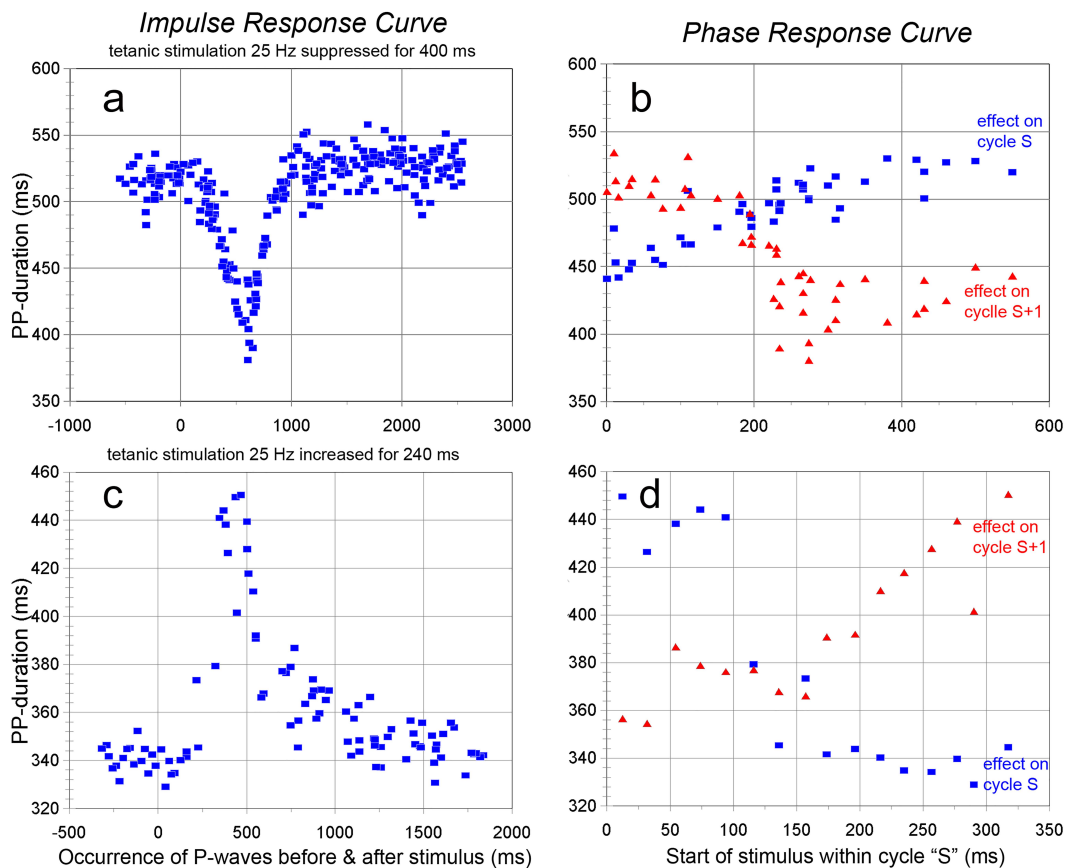 Impulse Response Curve
tetanic stimulation 25 Hz suppressed for 400 ms
Phase Response Curve
600
550
500
450
400
350
PP-duration (ms)
a
-1000
0
1000
2000
3000
600
550
500
450
400
350
b
effect on
cycle S
effect on
cyclle S+1
0
200
400
600
tetanic stimulation 25 Hz increased for 240 ms
460
440
420
400
380
360
340
320
PP-duration (ms)
c
-500
0
500
1000
1500
2000
Occurrence of P-waves before & after stimulus (ms)
460
440
420
400
380
360
340
320
d
effect on
cycle S+1
effect on
cycle S
0
50
100
150
200
250
300
350
Start of stimulus within cycle “S” (ms)